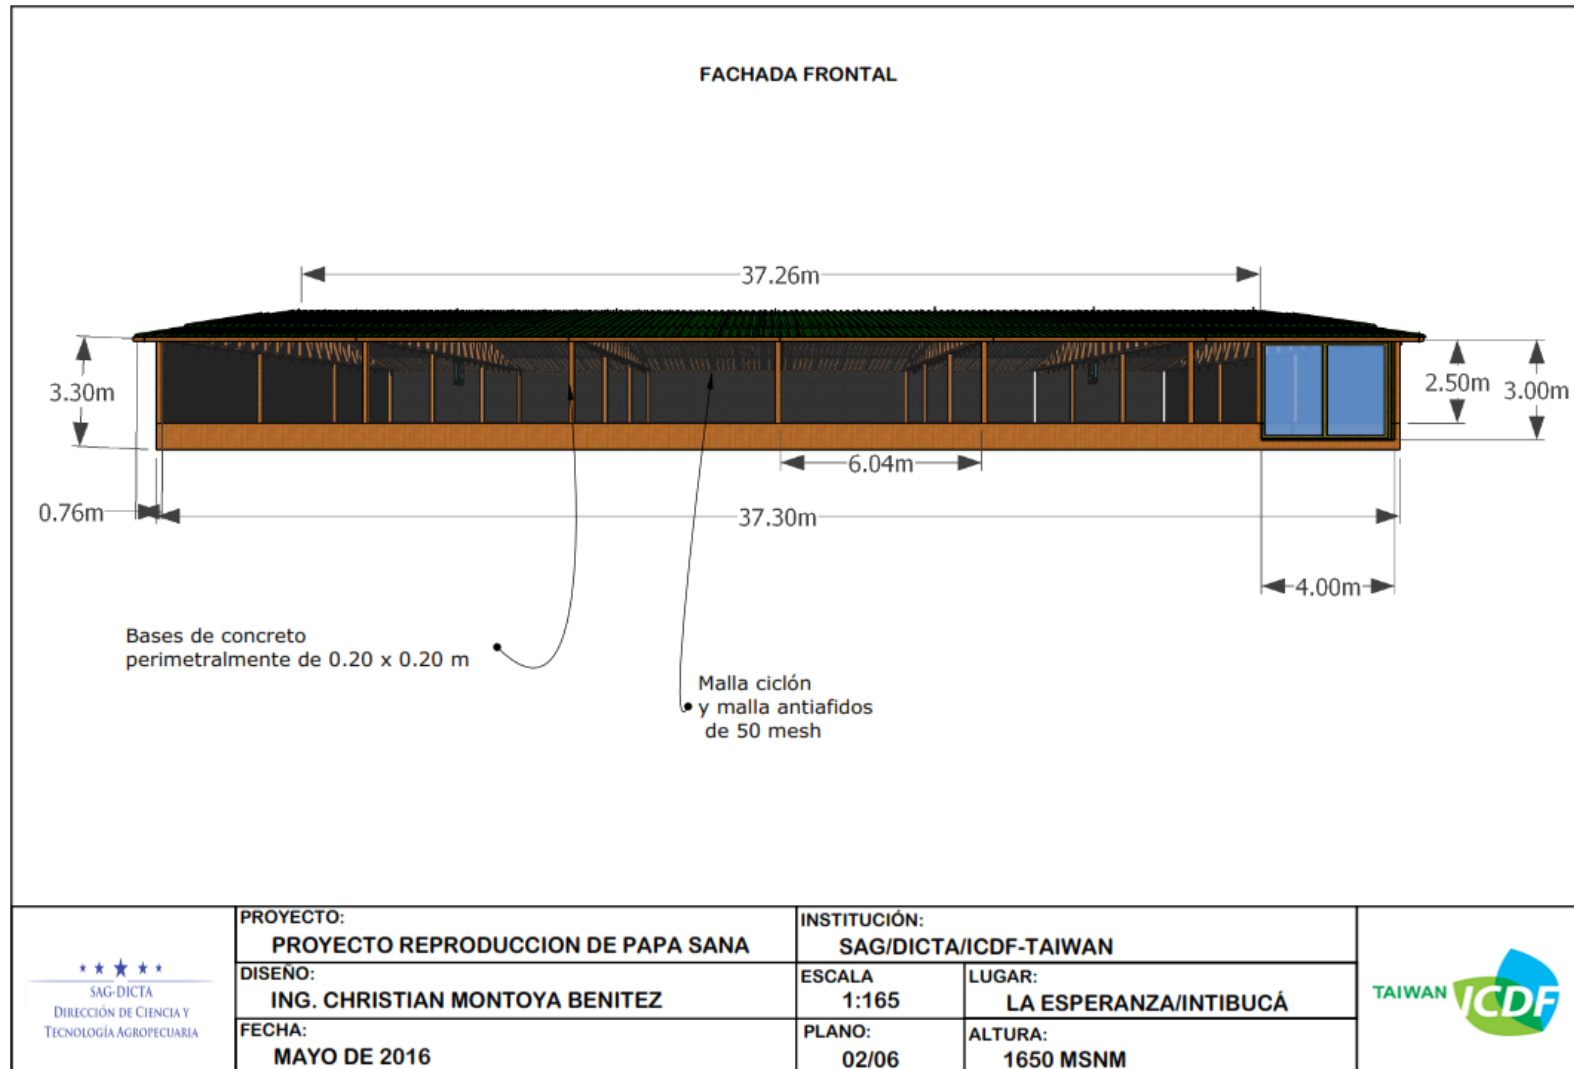 FACHADA FRONTAL
37.26m
3.30m
2.50m
3.00m
6.04m
0.76m
37.30m
4.00m
Bases de concreto
perimetralmente de 0.20 x 0.20 m
Malla ciclón
y malla antiafidos
de 50 mesh
SAG-DICTA
DIRECCIÓN DE CIENCIA Y
TECNOLOGÍA AGROPECUARIA
PROYECTO:
PROYECTO REPRODUCCION DE PAPA SANA
DISEÑO:
ING. CHRISTIAN MONTOYA BENITEZ
FECHA:
MAYO DE 2016
INSTITUCIÓN:
SAG/DICTA/ICDF-TAIWAN
ESCALA
1:165
LUGAR:
LA ESPERANZA/INTIBUCÁ
PLANO:
02/06
ALTURA:
1650 MSNM
TAIWAN ICDF